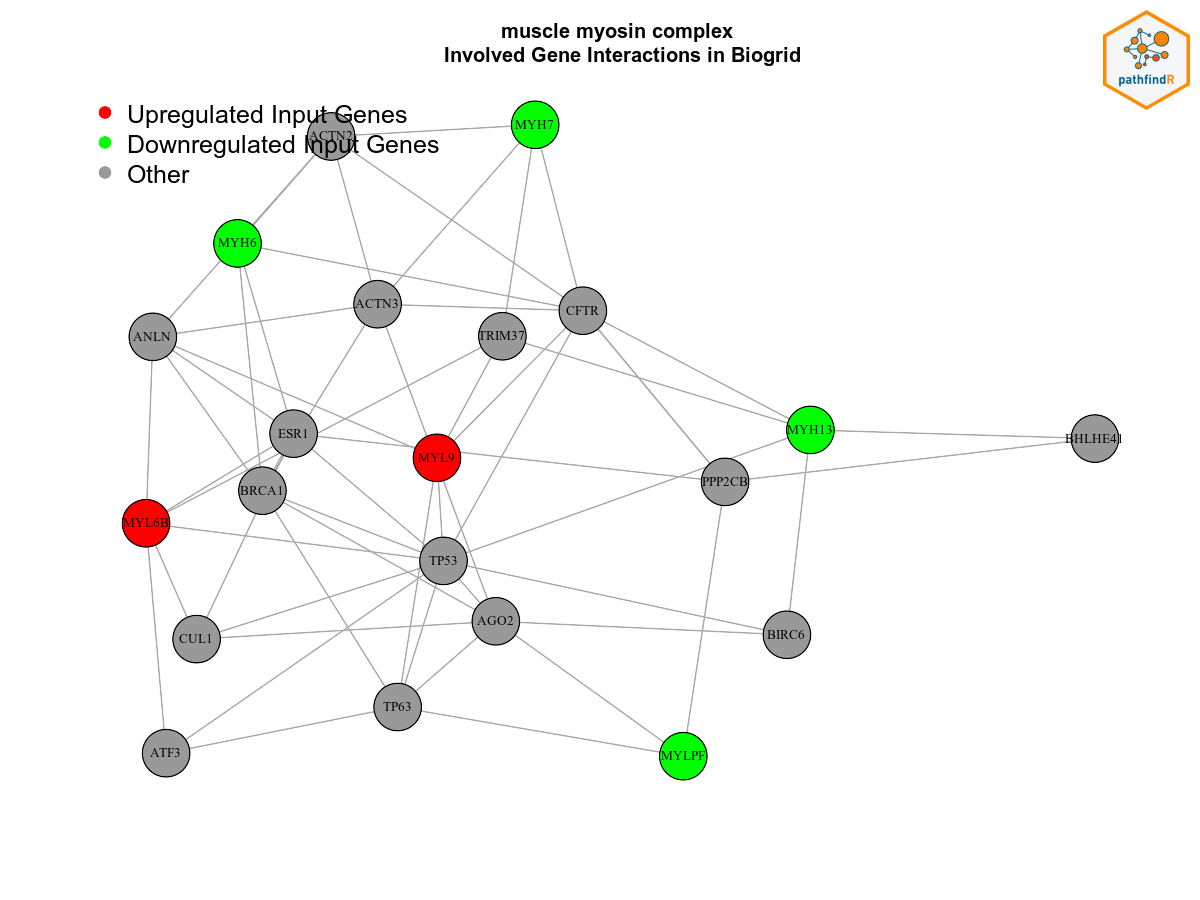 muscle myosin complex
Involved Gene Interactions in Biogrid
pathfindR
Upregulated Input Genes
Downregulated Input Genes
Other
ACTN2
MYH7
MYH6
ACTN3
CFTR
ANLN
TRIM37
ESR1
MYH13
BHLHE41
MYL9
PPP2CB
BRCA1
MYL6B
TP53
AGO2
CUL1
BIRC6
TP63
ATF3
MYLPF